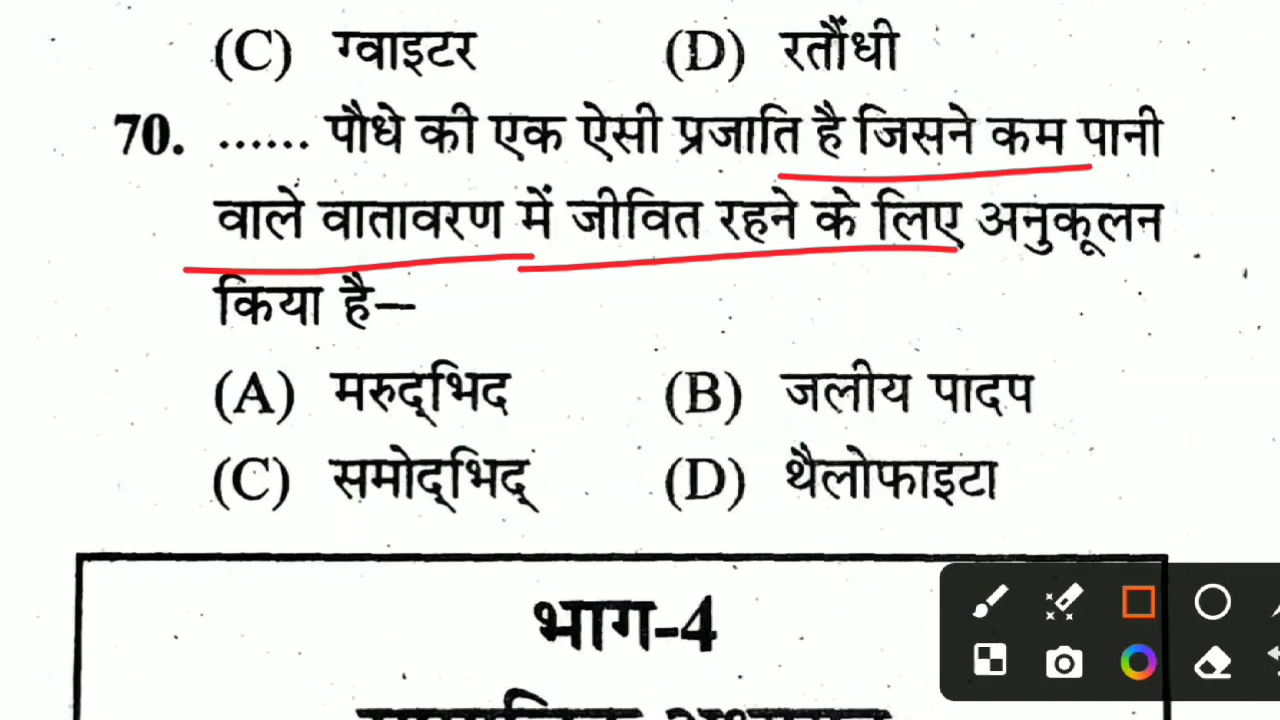 (C) ग्वाइटर (D) रतौंधी
70. ...... पौधे की एक ऐसी प्रजाति है जिसने कम पानी
वाले वातावरण में जीवित रहने के लिए अनुकूलन
किया है—
(A) मरुद्भिद (B) जलीय पादप
(C) समोद्भिद् (D) थैलोफाइटा
भाग-4